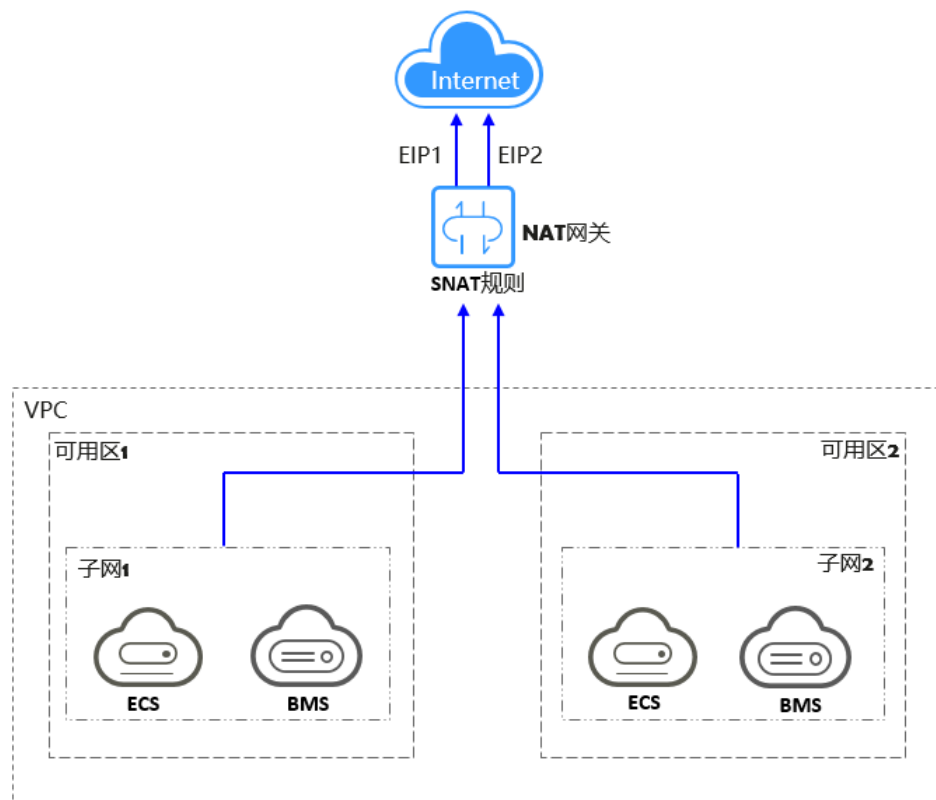 Internet
EIP1
EIP2
NAT网关
SNAT规则
VPC
可用区1
可用区2
子网1
子网2
ECS
BMS
ECS
BMS